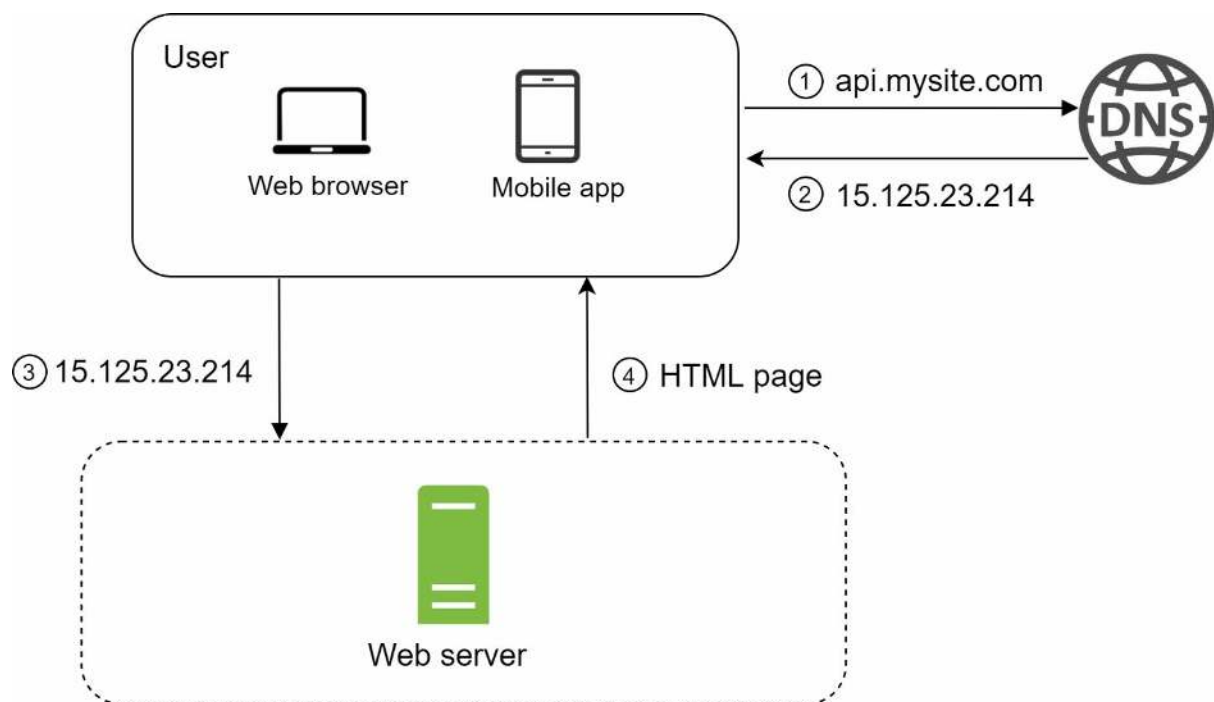 User
Web browser
Mobile app
1 api.mysite.com
DNS
2 15.125.23.214
3 15.125.23.214
4 HTML page
Web server